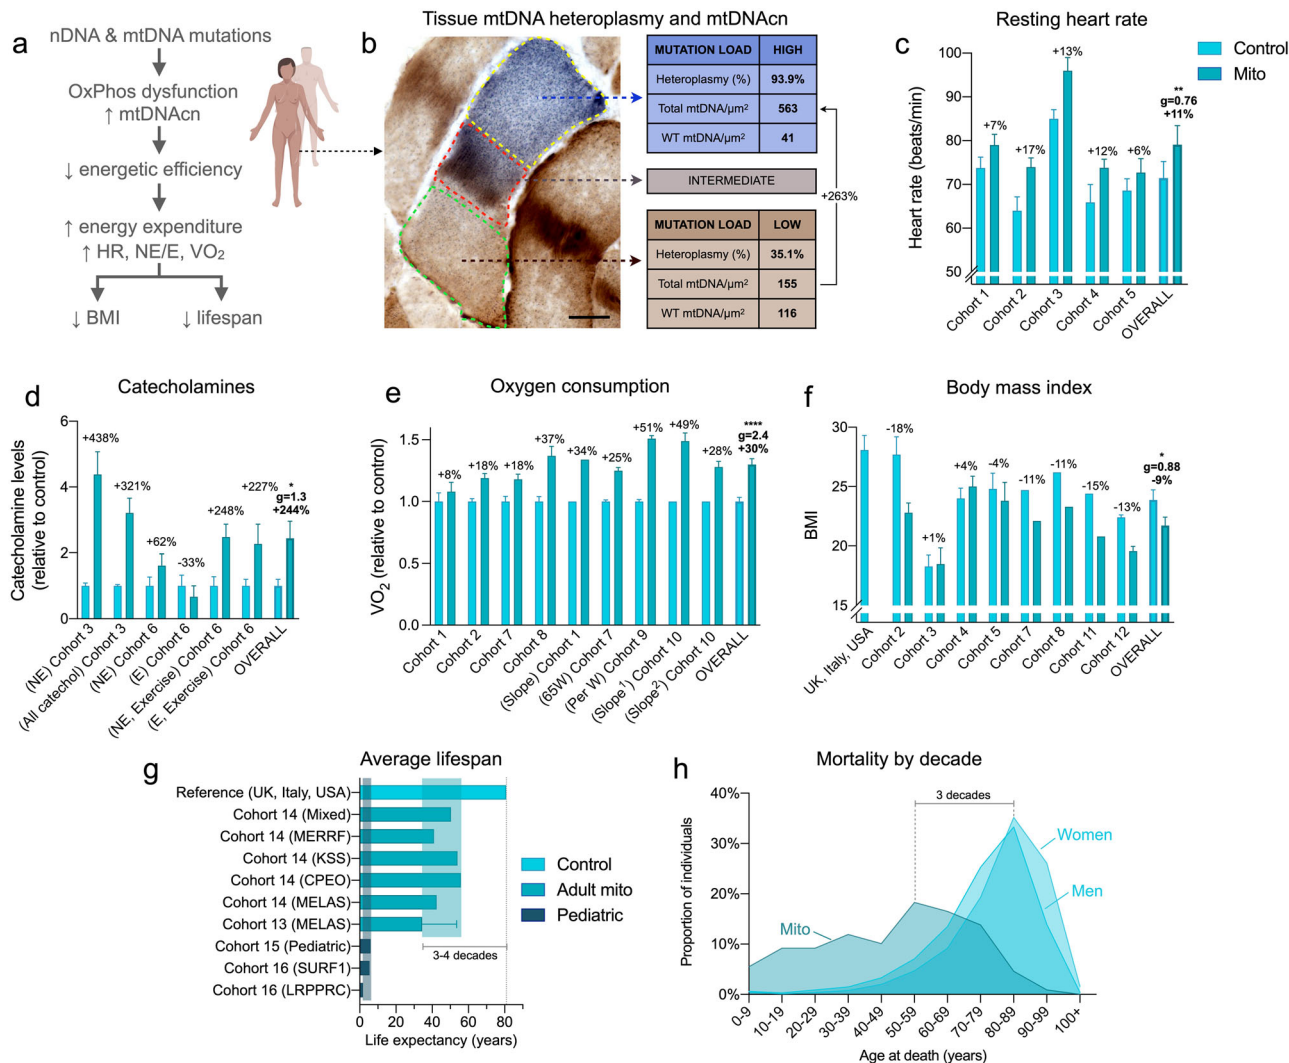 a
nDNA & mtDNA mutations
OxPhos dysfunction
↑ mtDNAcn
↓ energetic efficiency
↑ energy expenditure
↑ HR, NE/E, VO₂
↓ BMI
↓ lifespan
Tissue mtDNA heteroplasmy and mtDNAcn
b
MUTATION LOAD HIGH
Heteroplasmy (%) 93.9%
Total mtDNA/µm² 563
WT mtDNA/µm² 41
INTERMEDIATE
+263%
MUTATION LOAD LOW
Heteroplasmy (%) 35.1%
Total mtDNA/µm² 155
WT mtDNA/µm² 116
Resting heart rate
c
Control
Mito
Heart rate (beats/min)
100
90
80
70
60
50
+7%
+17%
+13%
+12%
+6%
**
g=0.76
+11%
Cohort 1
Cohort 2
Cohort 3
Cohort 4
Cohort 5
OVERALL
d
Catecholamines
Catecholamine levels
(relative to control)
6
4
2
0
+438%
+321%
+62%
-33%
+248%
+227%
*
g=1.3
+244%
(NE) Cohort 3
(All catechol) Cohort 3
(NE) Cohort 6
(E) Cohort 6
(NE, Exercise) Cohort 6
(E, Exercise) Cohort 6
OVERALL
e
Oxygen consumption
VO₂ (relative to control)
1.5
1.0
0.5
0.0
+8%
+18%
+18%
+37%
+34%
+25%
+51%
+49%
+28%
****
g=2.4
+30%
Cohort 1
Cohort 2
Cohort 7
Cohort 8
(Slope) Cohort 1
(65W) Cohort 7
(Per W) Cohort 9
(Slope¹) Cohort 10
(Slope²) Cohort 10
OVERALL
f
Body mass index
BMI
30
25
20
15
-18%
+1%
+4%
-4%
-11%
-11%
-15%
-13%
*
g=0.88
-9%
UK, Italy, USA
Cohort 2
Cohort 3
Cohort 4
Cohort 5
Cohort 7
Cohort 8
Cohort 11
Cohort 12
OVERALL
g
Average lifespan
Reference (UK, Italy, USA)
Cohort 14 (Mixed)
Cohort 14 (MERRF)
Cohort 14 (KSS)
Cohort 14 (CPEO)
Cohort 14 (MELAS)
Cohort 13 (MELAS)
Cohort 15 (Pediatric)
Cohort 16 (SURF1)
Cohort 16 (LRPPRC)
3-4 decades
0
20
40
60
80
Life expectancy (years)
Control
Adult mito
Pediatric
h
Mortality by decade
Proportion of individuals
40%
30%
20%
10%
0%
3 decades
Women
Men
Mito
0-9
10-19
20-29
30-39
40-49
50-59
60-69
70-79
80-89
90-99
100+
Age at death (years)